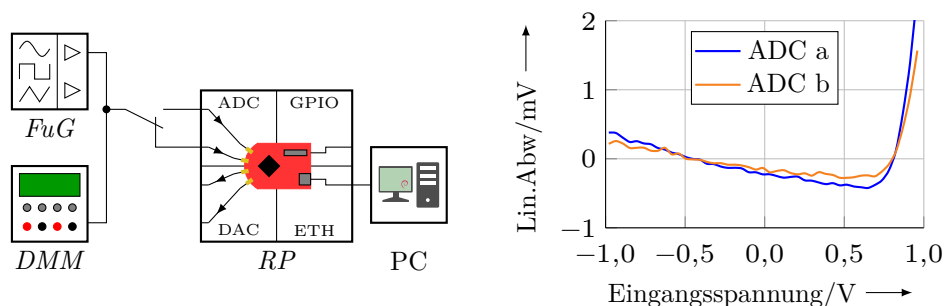 FuG
DMM
ADC GPIO
DAC ETH
RP
PC
Lin.Abw/mV
2
1
0
−1
ADC a
ADC b
−1,0 −0,5 0,0 0,5 1,0
Eingangsspannung/V